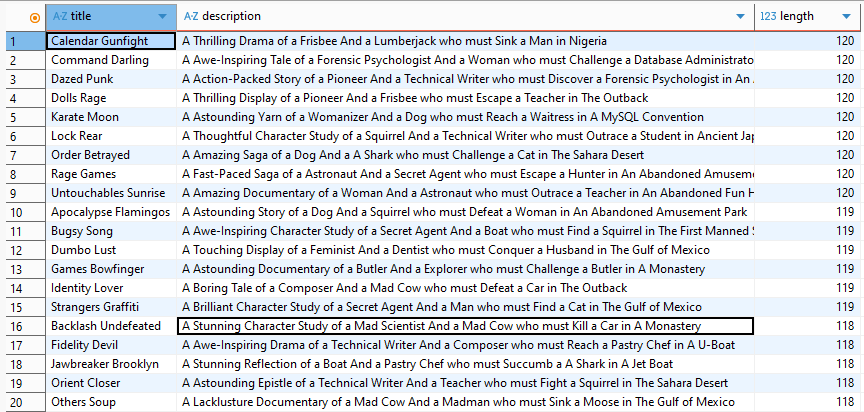 A-Z title A-Z description 123 length
1 Calendar Gunfight A Thrilling Drama of a Frisbee And a Lumberjack who must Sink a Man in Nigeria 120
2 Command Darling A Awe-Inspiring Tale of a Forensic Psychologist And a Woman who must Challenge a Database Administrato 120
3 Dazed Punk A Action-Packed Story of a Pioneer And a Technical Writer who must Discover a Forensic Psychologist in An 120
4 Dolls Rage A Thrilling Display of a Pioneer And a Frisbee who must Escape a Teacher in The Outback 120
5 Karate Moon A Astounding Yarn of a Womanizer And a Dog who must Reach a Waitress in A MySQL Convention 120
6 Lock Rear A Thoughtful Character Study of a Squirrel And a Technical Writer who must Outrace a Student in Ancient Jap 120
7 Order Betrayed A Amazing Saga of a Dog And a A Shark who must Challenge a Cat in The Sahara Desert 120
8 Rage Games A Fast-Paced Saga of a Astronaut And a Secret Agent who must Escape a Hunter in An Abandoned Amusem 120
9 Untouchables Sunrise A Amazing Documentary of a Woman And a Astronaut who must Outrace a Teacher in An Abandoned Fun H 120
10 Apocalypse Flamingos A Astounding Story of a Dog And a Squirrel who must Defeat a Woman in An Abandoned Amusement Park 119
11 Bugsy Song A Awe-Inspiring Character Study of a Secret Agent And a Boat who must Find a Squirrel in The First Manned 119
12 Dumbo Lust A Touching Display of a Feminist And a Dentist who must Conquer a Husband in The Gulf of Mexico 119
13 Games Bowfinger A Astounding Documentary of a Butler And a Explorer who must Challenge a Butler in A Monastery 119
14 Identity Lover A Boring Tale of a Composer And a Mad Cow who must Defeat a Car in The Outback 119
15 Strangers Graffiti A Brilliant Character Study of a Secret Agent And a Man who must Find a Cat in The Gulf of Mexico 119
16 Backlash Undefeated A Stunning Character Study of a Mad Scientist And a Mad Cow who must Kill a Car in A Monastery 118
17 Fidelity Devil A Awe-Inspiring Drama of a Technical Writer And a Composer who must Reach a Pastry Chef in A U-Boat 118
18 Jawbreaker Brooklyn A Stunning Reflection of a Boat And a Pastry Chef who must Succumb a A Shark in A Jet Boat 118
19 Orient Closer A Astounding Epistle of a Technical Writer And a Teacher who must Fight a Squirrel in The Sahara Desert 118
20 Others Soup A Lacklusture Documentary of a Mad Cow And a Madman who must Sink a Moose in The Gulf of Mexico 118